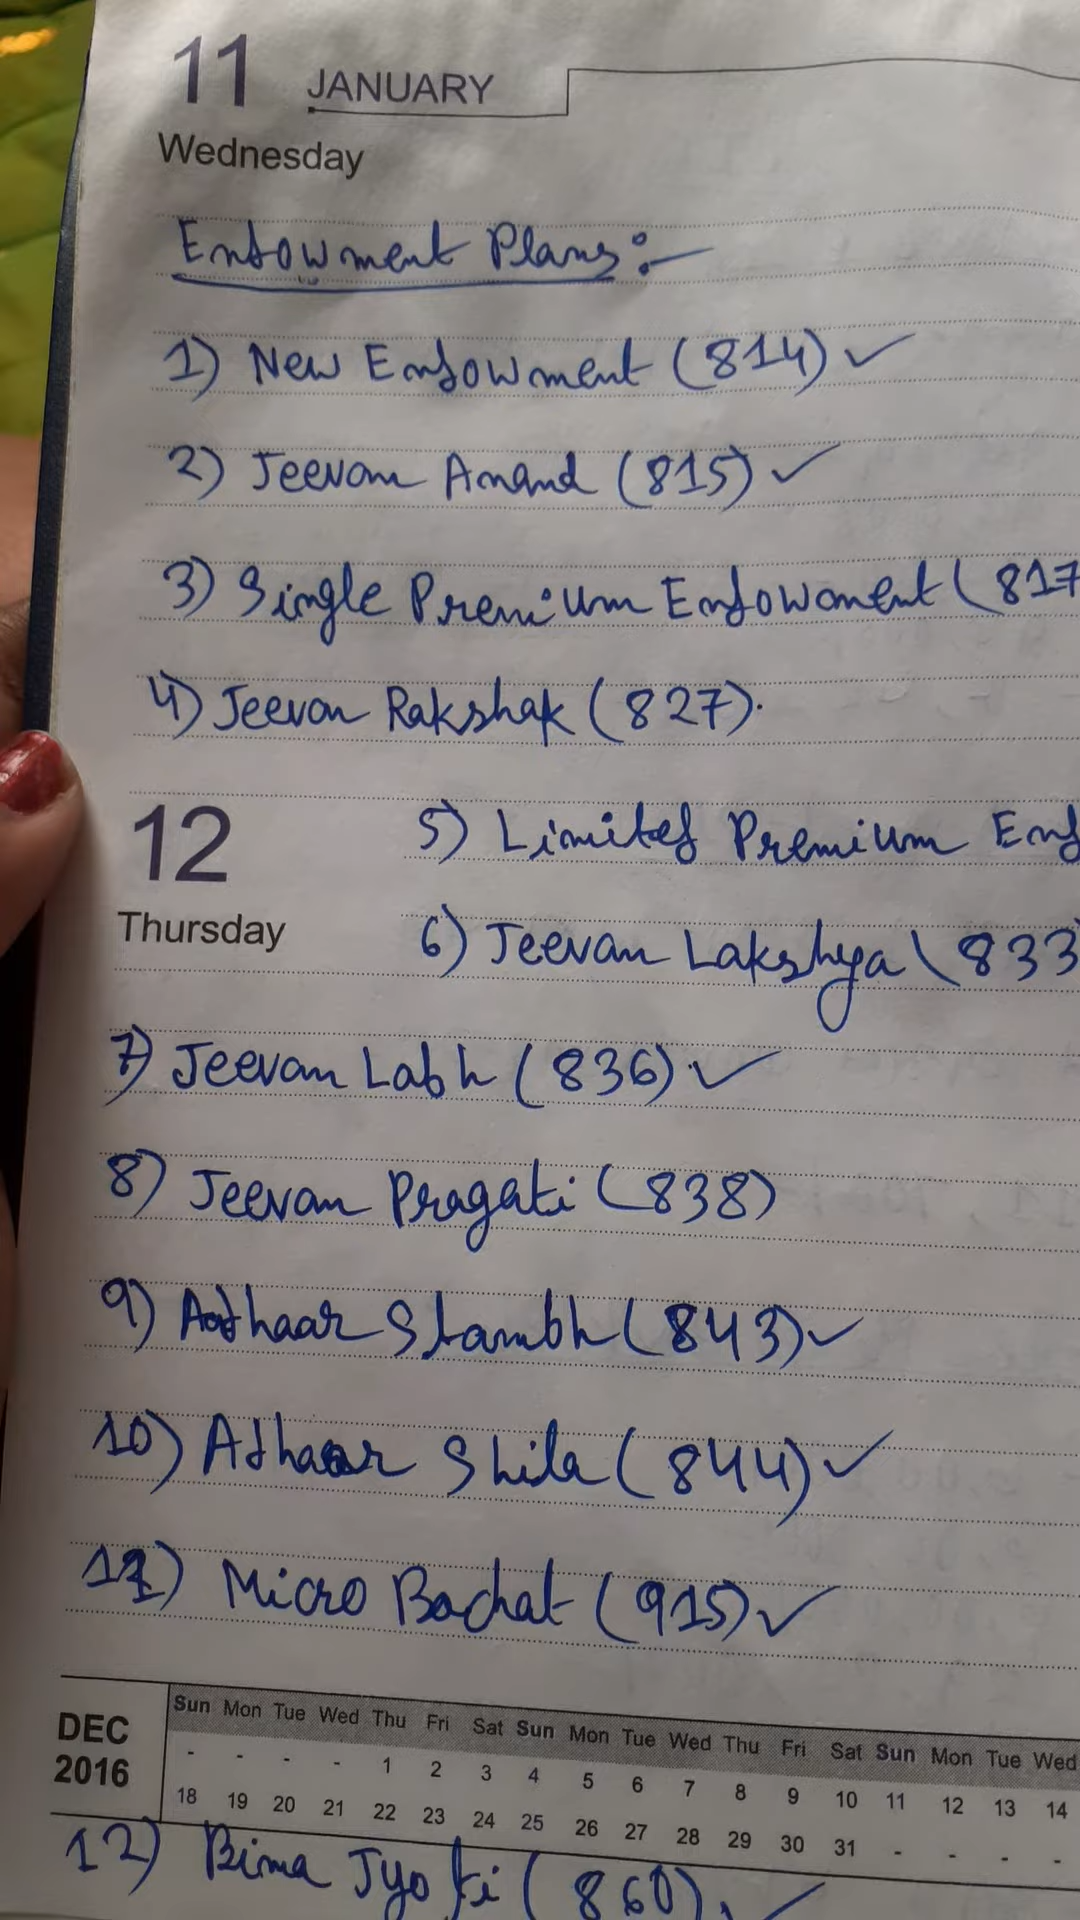 11 JANUARY
Wednesday
Endowment Plans:-
1) New Endowment (814) ✓
2) Jeevan Anand (815) ✓
3) Single Premium Endowment (817
4) Jeevan Rakshak (827).
12
Thursday
5) Limited Premium End
6) Jeevan Lakshya (833
7) Jeevan Labh (836) ✓
8) Jeevan Pragati (838)
9) Aadhaar Stambh (843) ✓
10) Adhaar Shila (844) ✓
11) Micro Bachat (915) ✓
DEC 2016
Sun Mon Tue Wed Thu Fri Sat Sun Mon Tue Wed Thu Fri Sat Sun Mon Tue Wed
- - - - 1 2 3 4 5 6 7 8 9 10 11 12 13 14
18 19 20 21 22 23 24 25 26 27 28 29 30 31 - - - -
12) Bima Jyoti (860). ✓